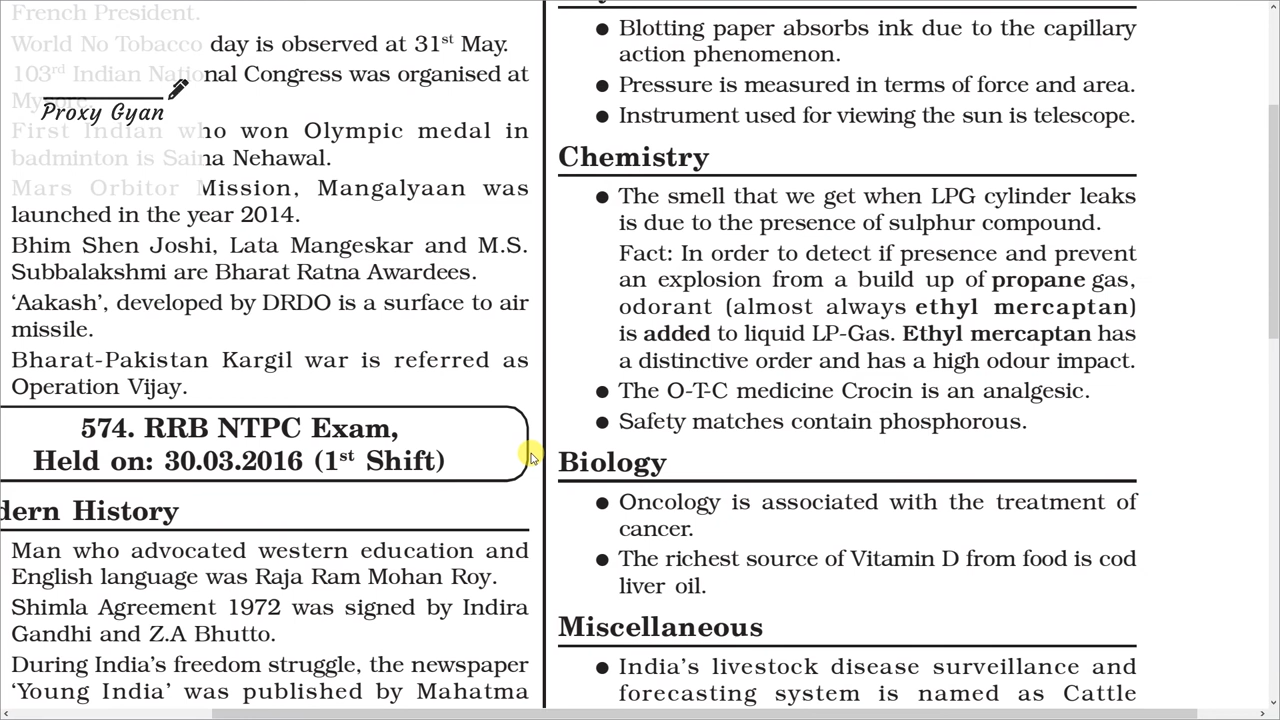 French President.
World No Tobacco day is observed at 31st May.
103rd Indian National Congress was organised at
Mysore.
Proxy Gyan
First Indian who won Olympic medal in
badminton is Saina Nehawal.
Mars Orbitor Mission, Mangalyaan was
launched in the year 2014.
Bhim Shen Joshi, Lata Mangeskar and M.S.
Subbalakshmi are Bharat Ratna Awardees.
‘Aakash’, developed by DRDO is a surface to air
missile.
Bharat-Pakistan Kargil war is referred as
Operation Vijay.
574. RRB NTPC Exam,
Held on: 30.03.2016 (1st Shift)
dern History
Man who advocated western education and
English language was Raja Ram Mohan Roy.
Shimla Agreement 1972 was signed by Indira
Gandhi and Z.A Bhutto.
During India’s freedom struggle, the newspaper
‘Young India’ was published by Mahatma
● Blotting paper absorbs ink due to the capillary
action phenomenon.
● Pressure is measured in terms of force and area.
● Instrument used for viewing the sun is telescope.
Chemistry
● The smell that we get when LPG cylinder leaks
is due to the presence of sulphur compound.
Fact: In order to detect if presence and prevent
an explosion from a build up of propane gas,
odorant (almost always ethyl mercaptan)
is added to liquid LP-Gas. Ethyl mercaptan has
a distinctive order and has a high odour impact.
● The O-T-C medicine Crocin is an analgesic.
● Safety matches contain phosphorous.
Biology
● Oncology is associated with the treatment of
cancer.
● The richest source of Vitamin D from food is cod
liver oil.
Miscellaneous
● India’s livestock disease surveillance and
forecasting system is named as Cattle